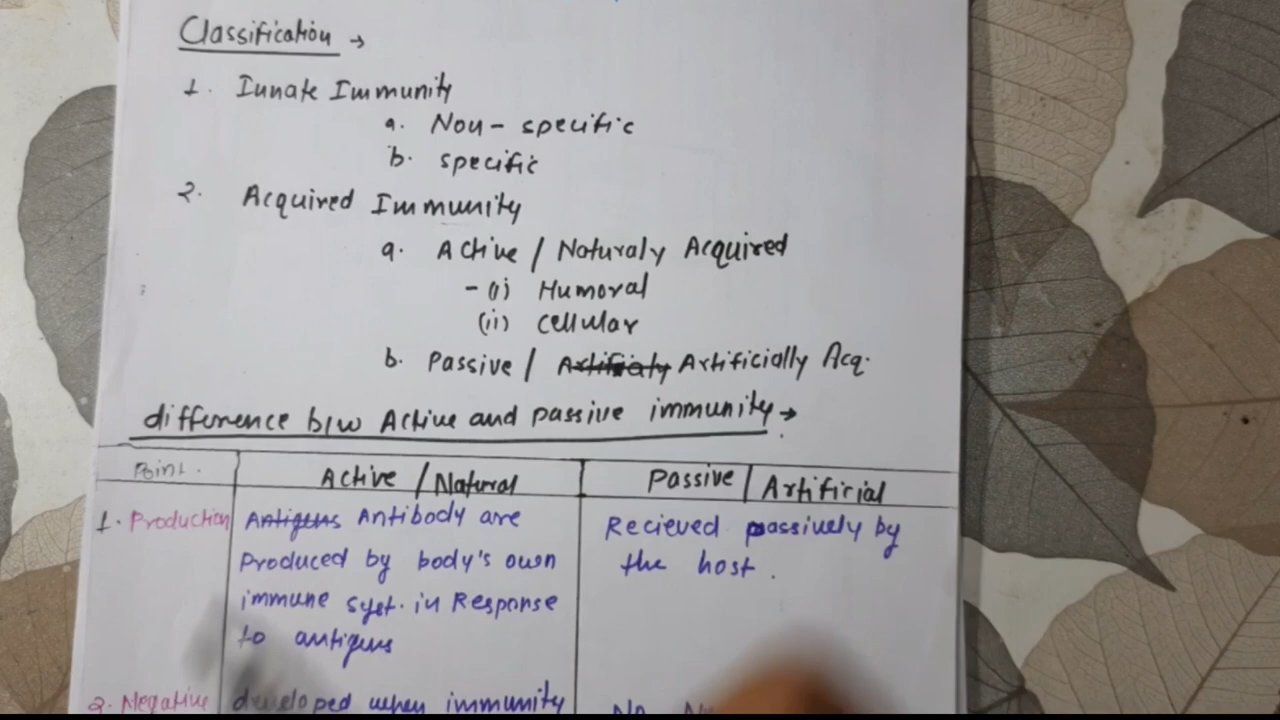 Classification →
1. Innate Immunity
a. Non-specific
b. specific
2. Acquired Immunity
a. Active / Naturaly Acquired
- (i) Humoral
(ii) cellular
b. Passive / Artificialy Artificially Acq.
difference b/w Active and passive immunity →
Point. Active / Natural Passive / Artificial
1. Production Antigens Antibody are Recieved passively by
Produced by body's own the host.
immune syst. in Response
to antigens
2. Negative developed when immunity No